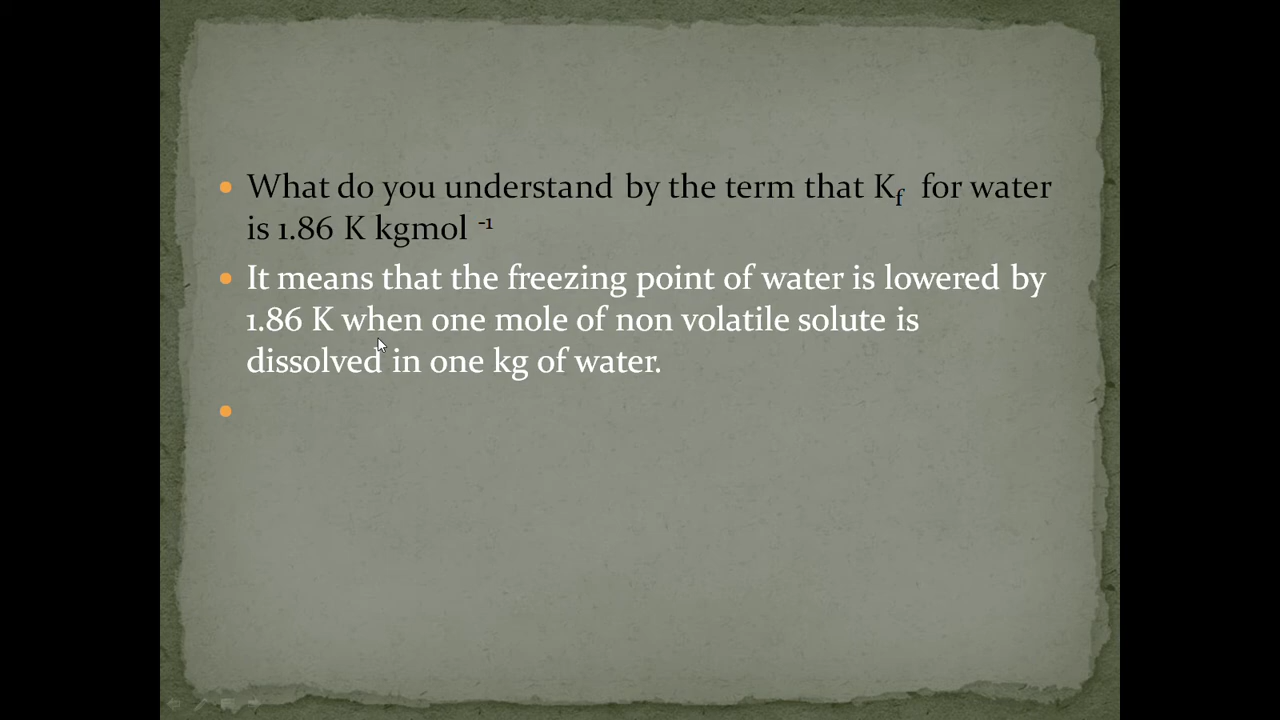 • What do you understand by the term that K_f for water
is 1.86 K kgmol ⁻¹
• It means that the freezing point of water is lowered by
1.86 K when one mole of non volatile solute is
dissolved in one kg of water.
•